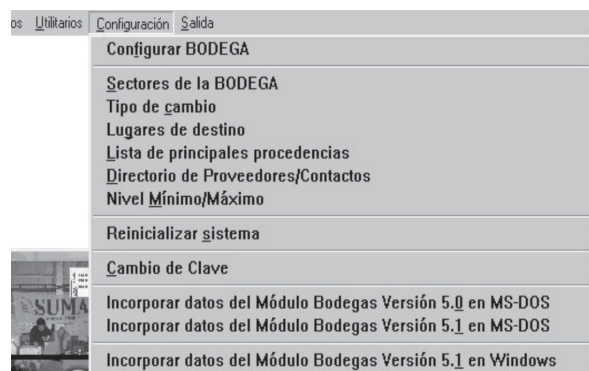 os Utilitarios Configuración Salida
Configurar BODEGA
Sectores de la BODEGA
Tipo de cambio
Lugares de destino
Lista de principales procedencias
Directorio de Proveedores/Contactos
Nivel Mínimo/Máximo
Reinicializar sistema
Cambio de Clave
Incorporar datos del Módulo Bodegas Versión 5.0 en MS-DOS
Incorporar datos del Módulo Bodegas Versión 5.1 en MS-DOS
Incorporar datos del Módulo Bodegas Versión 5.1 en Windows
SUMA